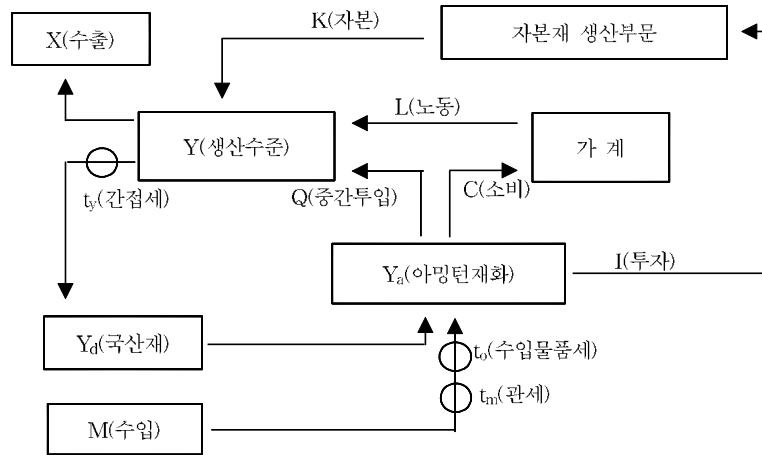 K(자본)
X(수출)
자본재 생산부문
L(노동)
Y(생산수준)
가 계
t_y(간접세)
Q(중간투입)
C(소비)
Y_a(아밍턴재화)
I(투자)
Y_d(국산재)
t_o(수입물품세)
t_m(관세)
M(수입)